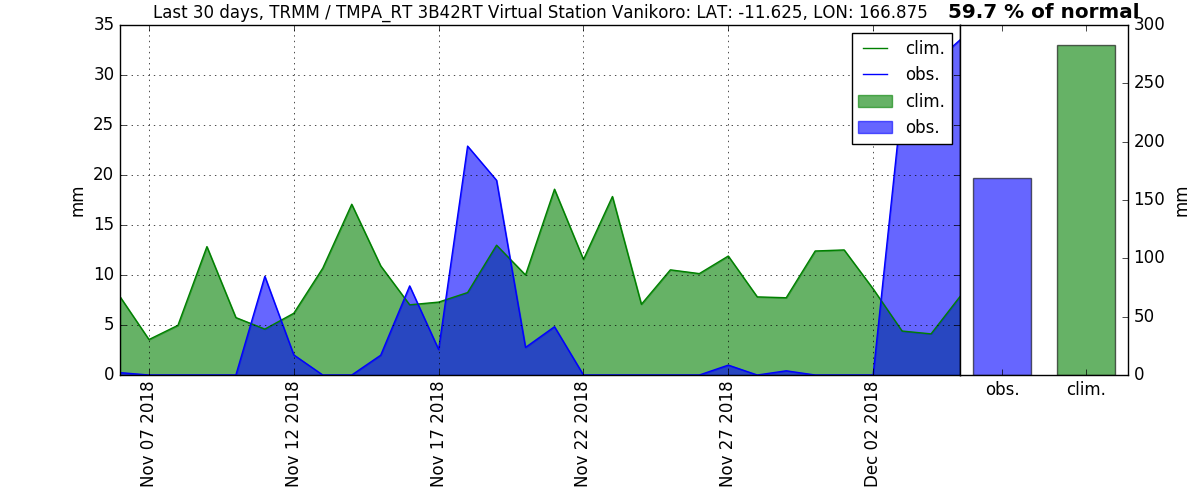 Last 30 days, TRMM / TMPA_RT 3B42RT Virtual Station Vanikoro: LAT: -11.625, LON: 166.875
59.7 % of normal
35
30
25
20
15
10
5
0
mm
clim.
obs.
clim.
obs.
300
250
200
150
100
50
0
mm
Nov 07 2018
Nov 12 2018
Nov 17 2018
Nov 22 2018
Nov 27 2018
Dec 02 2018
obs.
clim.